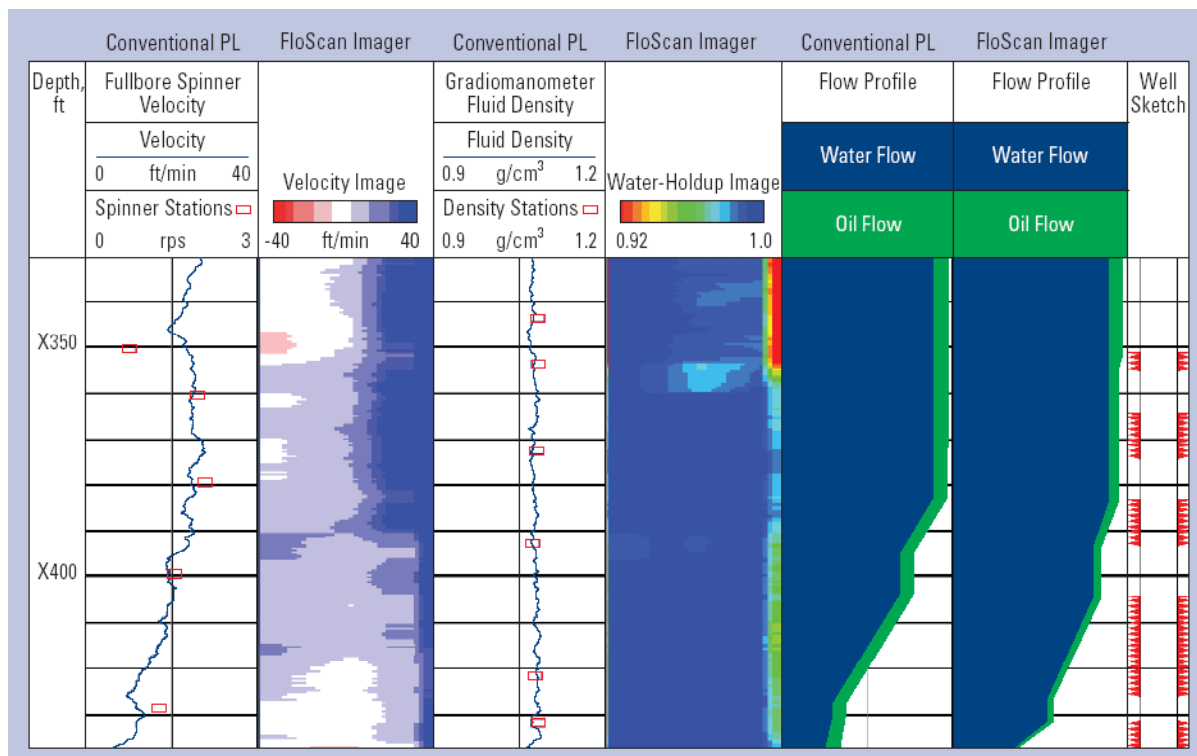 Conventional PL FloScan Imager Conventional PL FloScan Imager Conventional PL FloScan Imager
Depth, ft
Fullbore Spinner
Velocity
Velocity
0 ft/min 40
Spinner Stations
0 rps 3
Velocity Image
-40 ft/min 40
Gradiomanometer
Fluid Density
Fluid Density
0.9 g/cm³ 1.2
Density Stations
0.9 g/cm³ 1.2
Water-Holdup Image
0.92 1.0
Flow Profile
Water Flow
Oil Flow
Flow Profile
Water Flow
Oil Flow
Well
Sketch
X350
X400